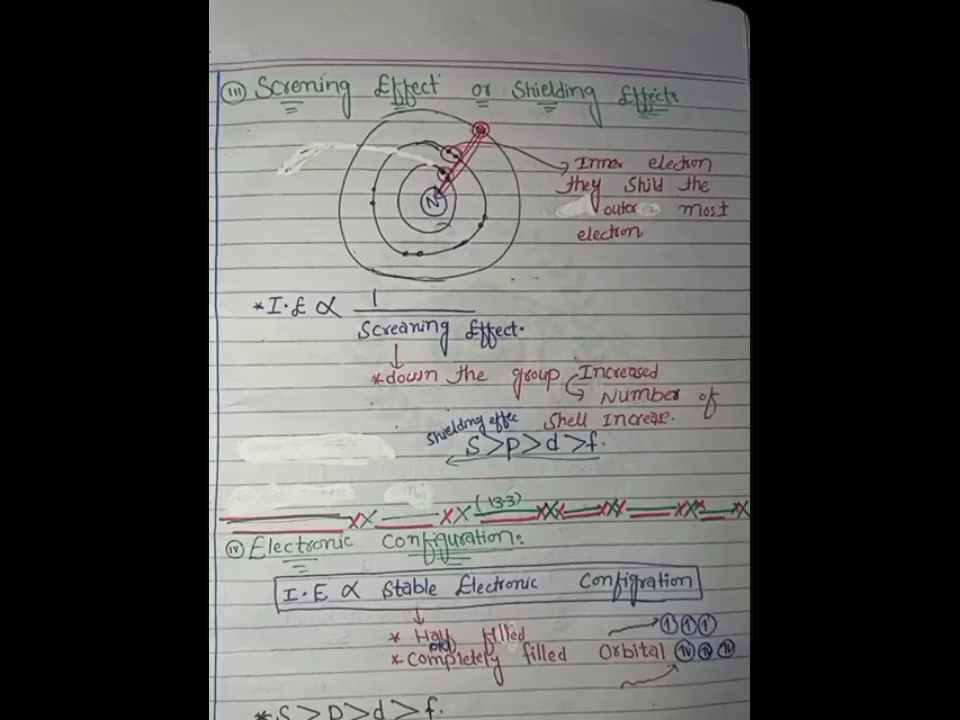 (III) Screning Effect or Shielding Effect
N
Inner electron
they Shild the
outer most
electron.
*I.E ∝ 1
Screaning Effect.
*down the group Increased
Number of
Shell Increase.
Shielding effec
S>p>d>f.
(13-3)
(IV) Electronic Configuration.
I.E ∝ Stable Electronic Configration
* Half filled
*Completely filled Orbital
*S>P>d>f.